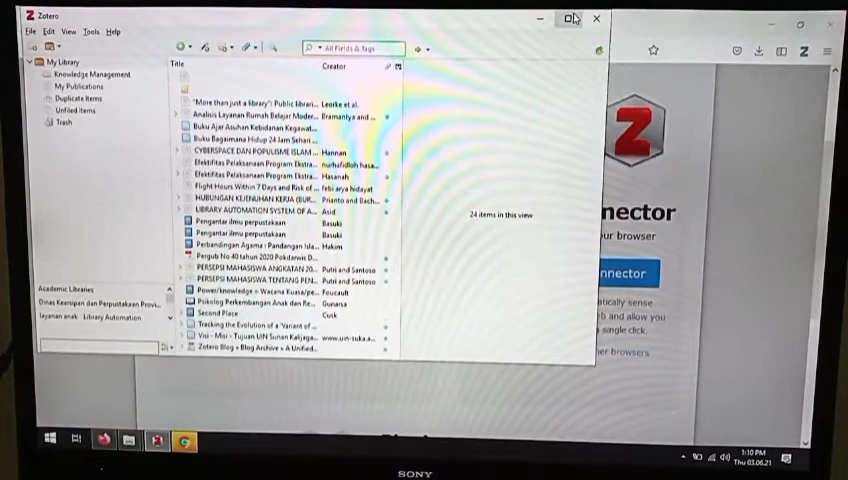 Zotero
File Edit View Tools Help
All Fields & Tags
My Library
Knowledge Management
My Publications
Duplicate Items
Unfiled Items
Trash
Academic Libraries
Dinas Kearsipan dan Perpustakaan Provi...
layanan anak Library Automation
Title Creator
"More than just a library": Public librari... Leorke et al.
Analisis Layanan Rumah Belajar Moder... Bramantya and ...
Buku Ajar Asuhan Kebidanan Kegawat...
Buku Bagaimana Hidup 24 Jam Sehari ...
CYBERSPACE DAN POPULISME ISLAM ... Hannan
Efektifitas Pelaksanaan Program Ekstra... nurhafidloh hasa...
Efektifitas Pelaksanaan Program Ekstra... Hasanah
Flight Hours Within 7 Days and Risk of ... febi arya hidayat
HUBUNGAN KEJENUHAN KERJA (BUR... Prianto and Bach...
LIBRARY AUTOMATION SYSTEM OF A... Asid
Pengantar ilmu perpustakaan Basuki
Pengantar ilmu perpustakaan Basuki
Perbandingan Agama : Pandangan Isla... Hakim
Pergub No 40 tahun 2020 Pokdarwis D...
PERSEPSI MAHASISWA ANGKATAN 20... Putri and Santoso
PERSEPSI MAHASISWA TENTANG PEN... Putri and Santoso
Power/knowledge = Wacana Kuasa/pe... Foucault
Psikolog Perkembangan Anak dan Re... Gunarsa
Second Place Cusk
Tracking the Evolution of a 'Variant of ...
Visi - Misi - Tujuan UIN Sunan Kalijaga... www.uin-suka.a...
Zotero Blog » Blog Archive » A Unified...
24 items in this view
Z
Z
nector
ur browser
nnector
atically sense
b and allow you
single click.
er browsers
1:10 PM
Thu 03.06.21
SONY